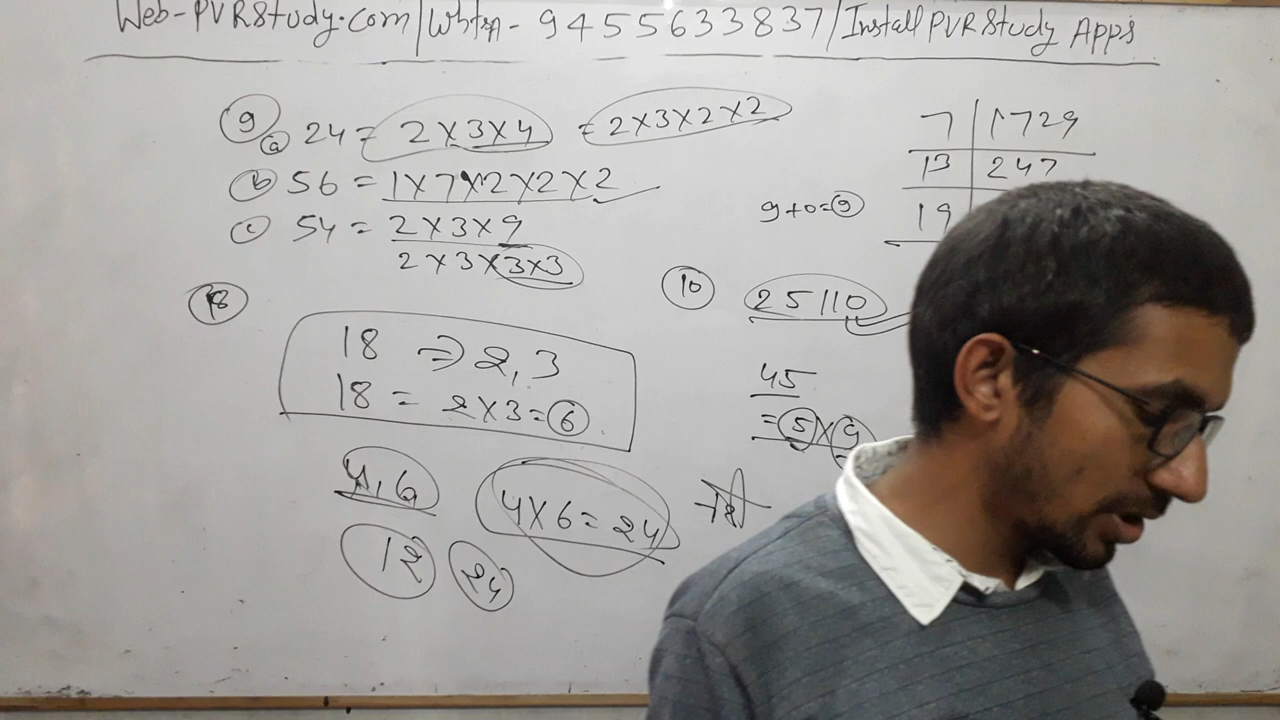 Web-PVRStudy.com/Whtsp-9455633837/Install PVR Study Apps
9 a 24 = 2×3×4 = 2×3×2×2
b 56 = 1×7×2×2×2
c 54 = 2×3×9
2×3×3×3
7 | 1729
13 | 247
19
9+0=9
18
18 ⇒ 2,3
18 = 2×3=6
4,6
4×6=24
नही
12 24
10 25110
45
=5×9